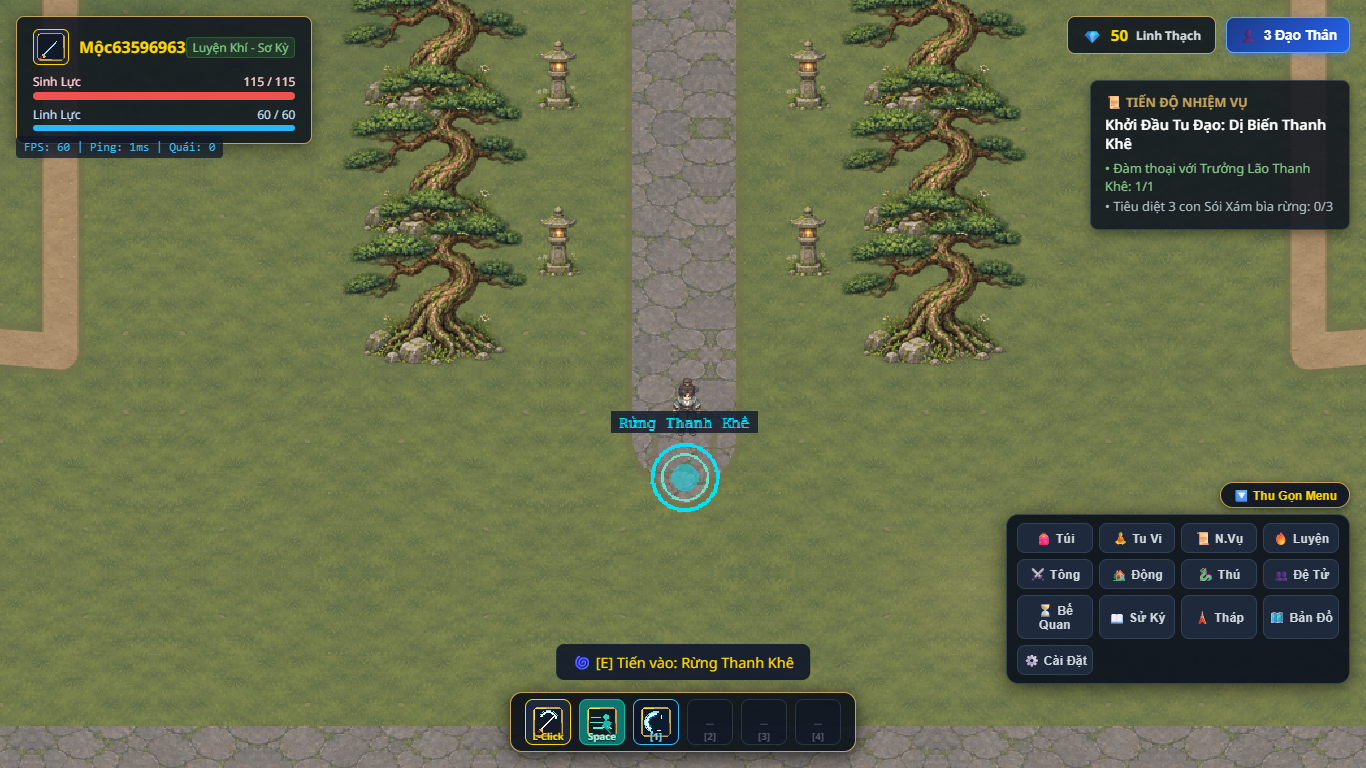 Mộc63596963 Luyện Khí - Sơ Kỳ
Sinh Lực 115 / 115
Linh Lực 60 / 60
FPS: 60 | Ping: 1ms | Quái: 0
50 Linh Thạch
3 Đạo Thân
TIẾN ĐỘ NHIỆM VỤ
Khởi Đầu Tu Đạo: Dị Biến Thanh
Khê
• Đàm thoại với Trưởng Lão Thanh
Khê: 1/1
• Tiêu diệt 3 con Sói Xám bìa rừng: 0/3
Rừng Thanh Khê
Thu Gọn Menu
Túi Tu Vi N.Vụ Luyện
Tông Động Thú Đệ Tử
Bế
Quan Sử Ký Tháp Bản Đồ
Cài Đặt
[E] Tiến vào: Rừng Thanh Khê
L-Click Space [1] [2] [3] [4]